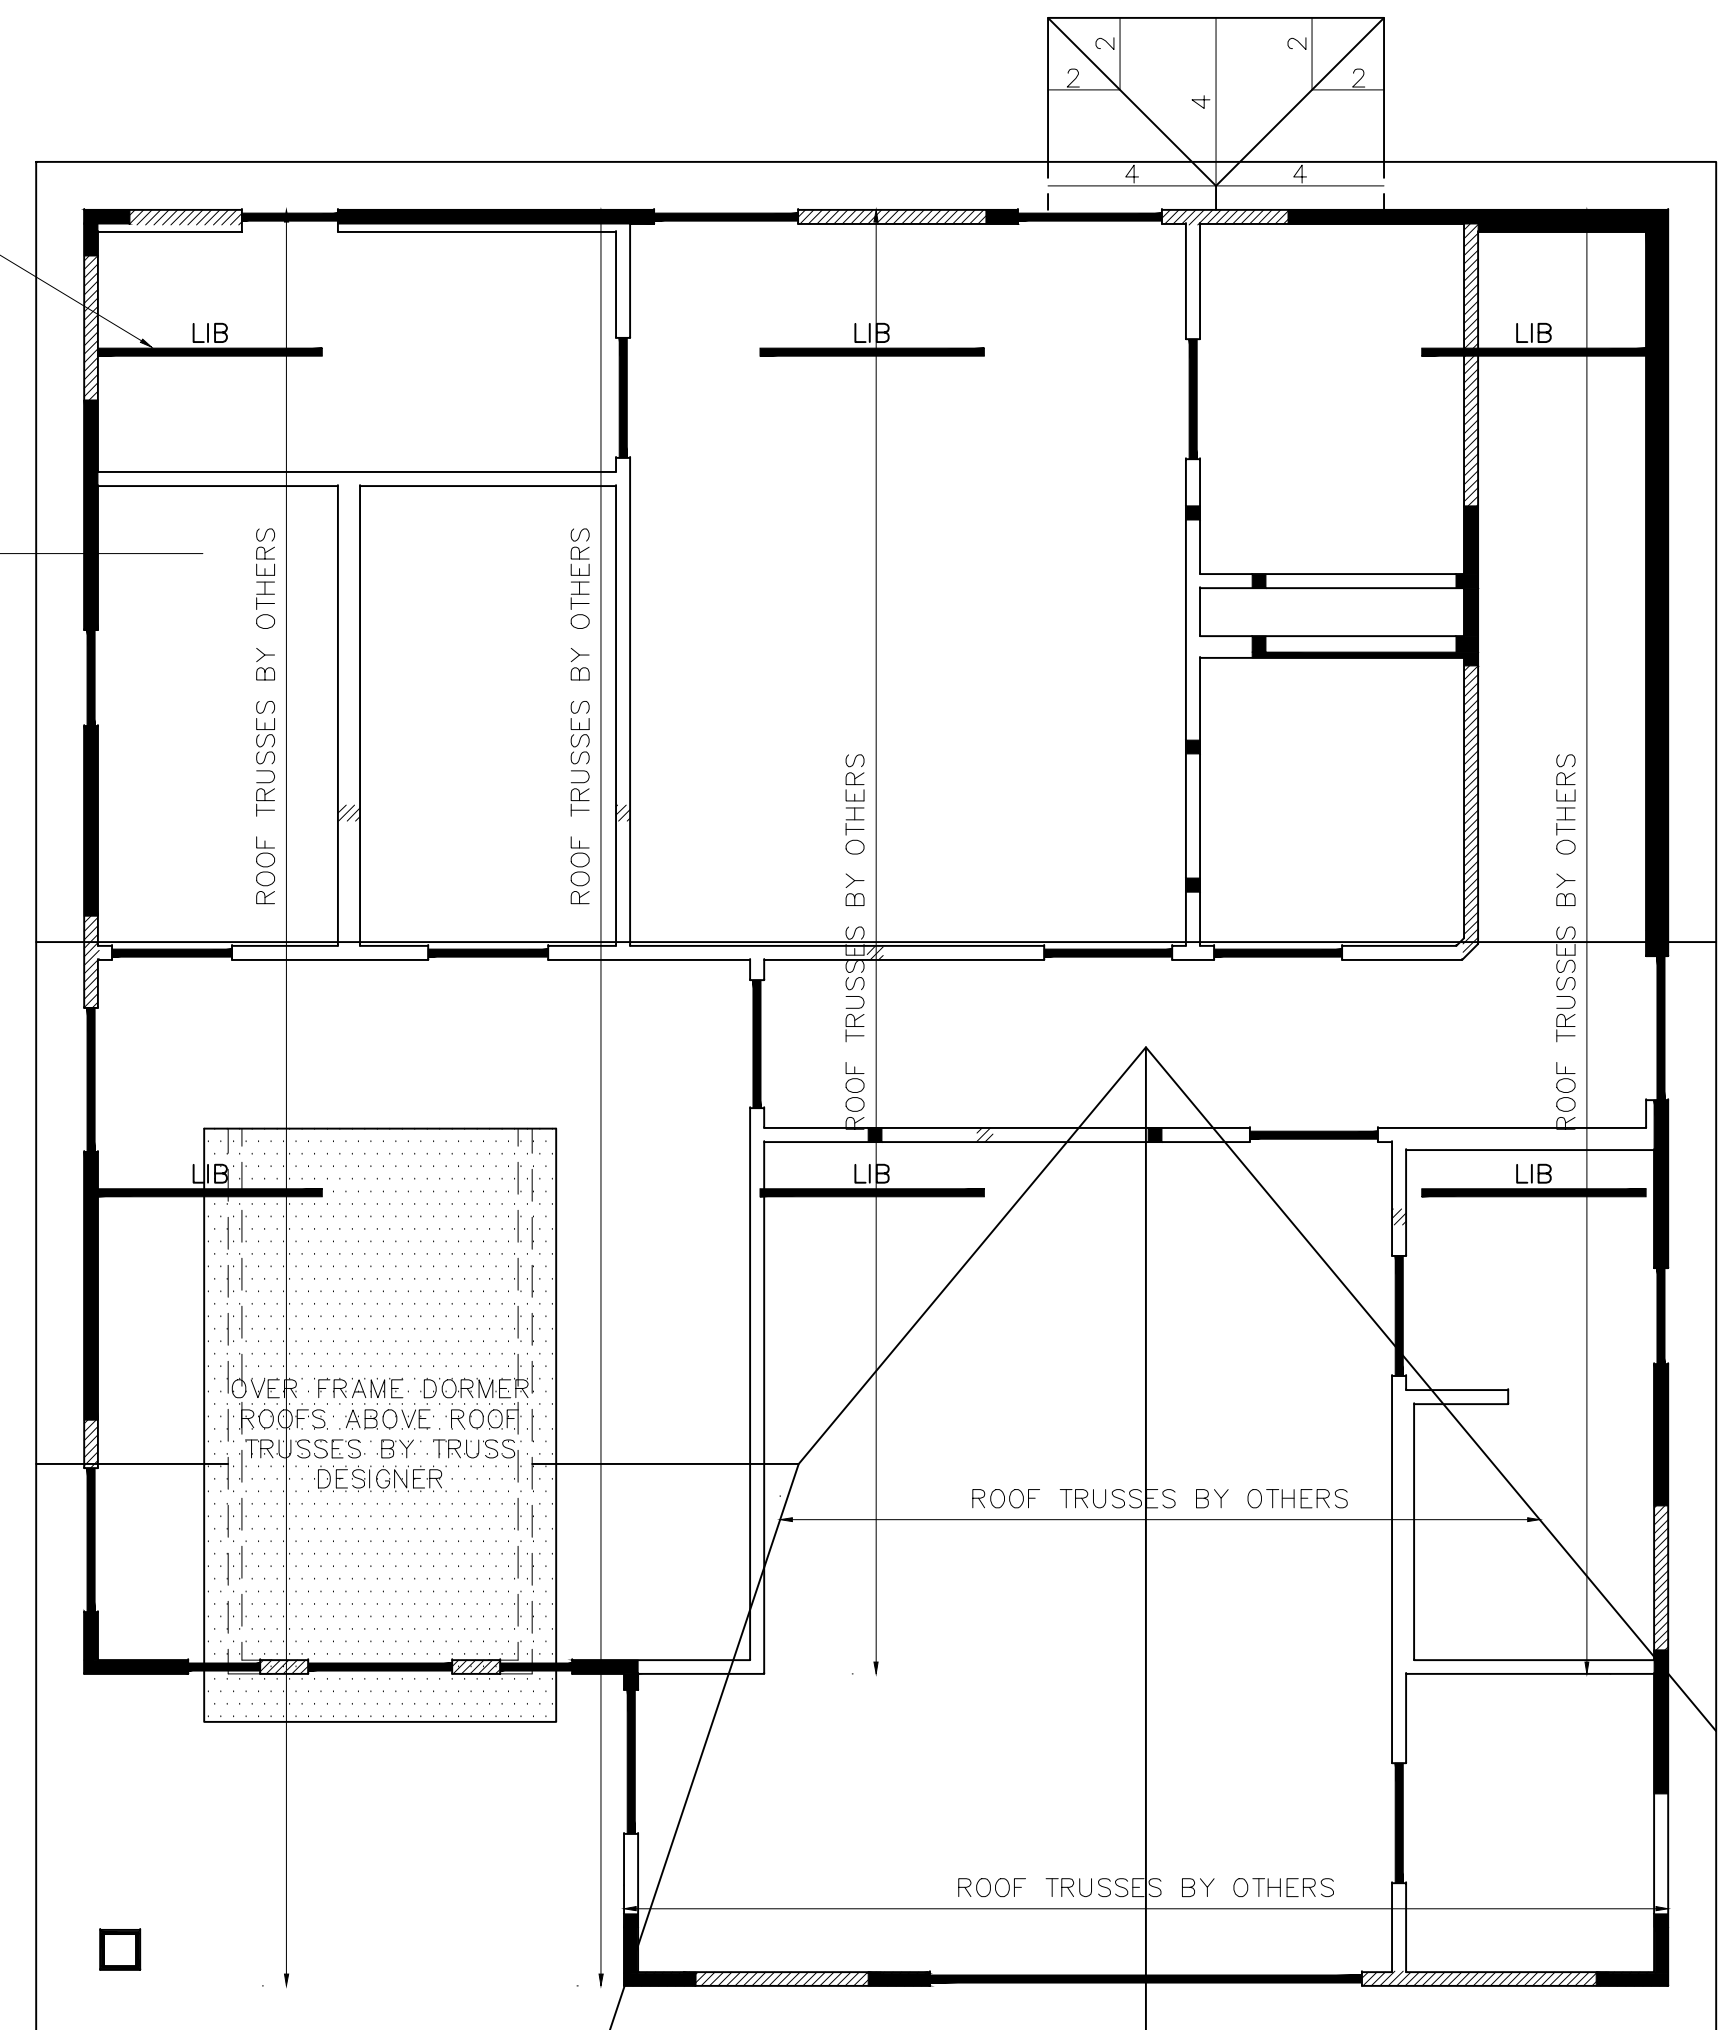 2
2
2
2
4
4
4
LIB
LIB
LIB
ROOF TRUSSES BY OTHERS
ROOF TRUSSES BY OTHERS
ROOF TRUSSES BY OTHERS
ROOF TRUSSES BY OTHERS
LIB
LIB
LIB
OVER FRAME DORMER
ROOFS ABOVE ROOF
TRUSSES BY TRUSS
DESIGNER
ROOF TRUSSES BY OTHERS
ROOF TRUSSES BY OTHERS